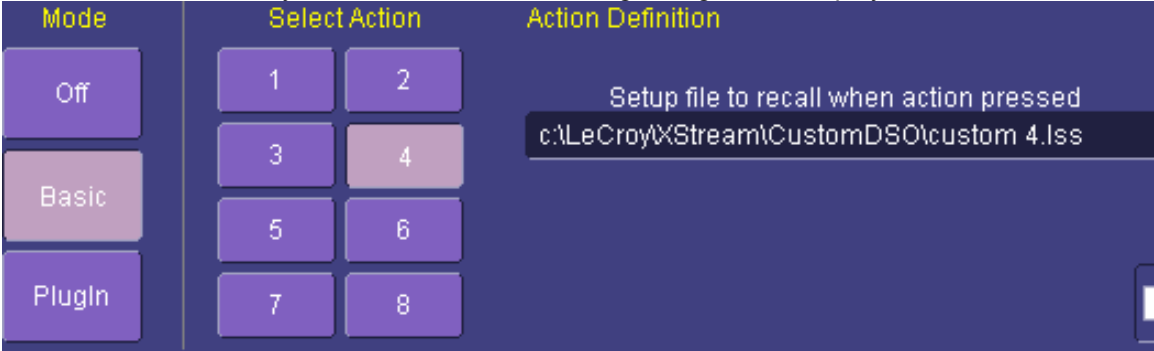 Mode
Off
Basic
PlugIn
Select Action
1 2
3 4
5 6
7 8
Action Definition
Setup file to recall when action pressed
c:\LeCroy\XStream\CustomDSO\custom 4.lss